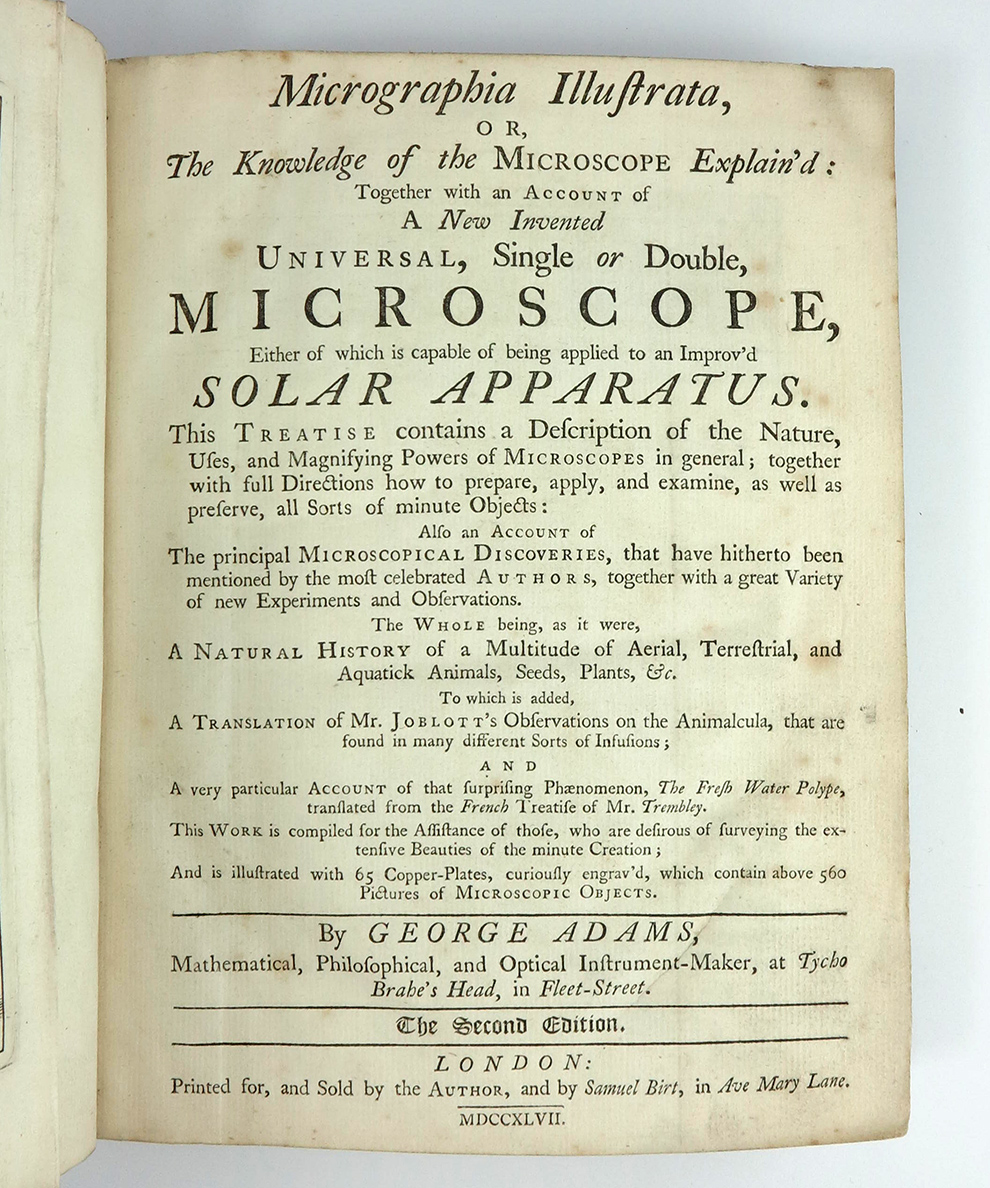 Micrographia Illuſtrata,
OR,
The Knowledge of the MICROSCOPE Explain'd:
Together with an ACCOUNT of
A New Invented
UNIVERSAL, Single or Double,
MICROSCOPE,
Either of which is capable of being applied to an Improv'd
SOLAR APPARATUS.
This TREATISE contains a Deſcription of the Nature,
Uſes, and Magnifying Powers of MICROSCOPES in general; together
with full Directions how to prepare, apply, and examine, as well as
preſerve, all Sorts of minute Objects:
Alſo an ACCOUNT of
The principal MICROSCOPICAL DISCOVERIES, that have hitherto been
mentioned by the moſt celebrated AUTHORS, together with a great Variety
of new Experiments and Obſervations.
The WHOLE being, as it were,
A NATURAL HISTORY of a Multitude of Aerial, Terreſtrial, and
Aquatick Animals, Seeds, Plants, &c.
To which is added,
A TRANSLATION of Mr. JOBLOTT's Obſervations on the Animalcula, that are
found in many different Sorts of Infuſions;
AND
A very particular ACCOUNT of that ſurpriſing Phænomenon, The Freſh Water Polype,
tranſlated from the French Treatiſe of Mr. Trembley.
This WORK is compiled for the Aſſiſtance of thoſe, who are deſirous of ſurveying the ex-
tenſive Beauties of the minute Creation;
And is illuſtrated with 65 Copper-Plates, curiouſly engrav'd, which contain above 560
Pictures of MICROSCOPIC OBJECTS.
By GEORGE ADAMS,
Mathematical, Philoſophical, and Optical Inſtrument-Maker, at Tycho
Brahe's Head, in Fleet-Street.
The Second Edition.
LONDON:
Printed for, and Sold by the AUTHOR, and by Samuel Birt, in Ave Mary Lane.
MDCCXLVII.